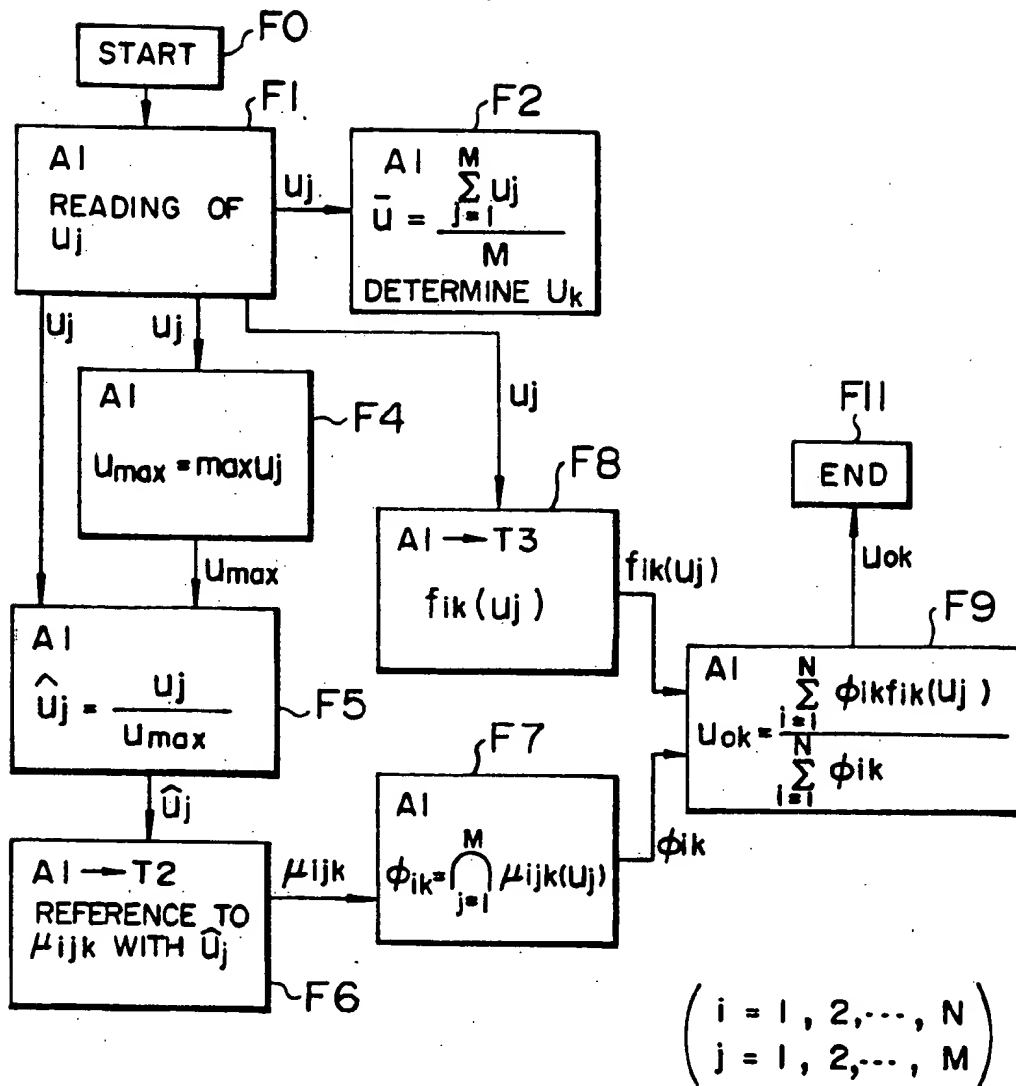 F0
START
F1
A1
READING OF
uj
uj
F2
A1
ū = M Σ j=i uj / M
DETERMINE Uk
uj
uj
uj
F4
A1
umax = max uj
umax
F8
A1 → T3
fik(uj)
fik(uj)
F11
END
uok
F5
A1
ûj = uj / umax
ûj
F9
A1
uok = N Σ i=i φik fik(uj) / N Σ i=i φik
F6
A1 → T2
REFERENCE TO
μijk WITH ûj
μijk
F7
A1
φik = M ⋂ j=1 μijk(uj)
φik
( i = 1, 2,···, N
j = 1, 2,···, M )